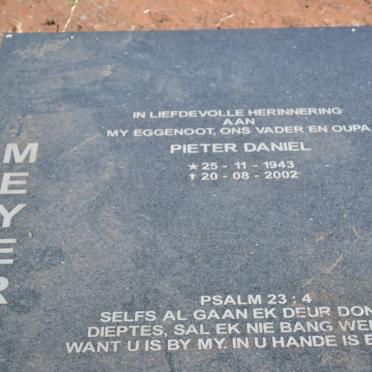 MEYER
IN LIEFDEVOLLE HERINNERING
AAN
MY EGGENOOT, ONS VADER EN OUPA
PIETER DANIËL
★ 25 - 11 - 1943
✝ 20 - 08 - 2002
PSALM 23 : 4
SELFS AL GAAN EK DEUR DON
DIEPTES, SAL EK NIE BANG
WANT U IS BY MY. IN U HANDE IS